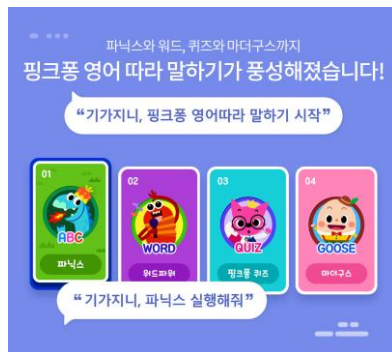 파닉스와 워드, 퀴즈와 마더구스까지
핑크퐁 영어 따라 말하기가 풍성해졌습니다!
“기가지니, 핑크퐁 영어따라 말하기 시작”
01
ABC
파닉스
02
WORD
워드파워
03
QUIZ
핑크퐁 퀴즈
04
GOOSE
마더구스
“기가지니, 파닉스 실행해줘”